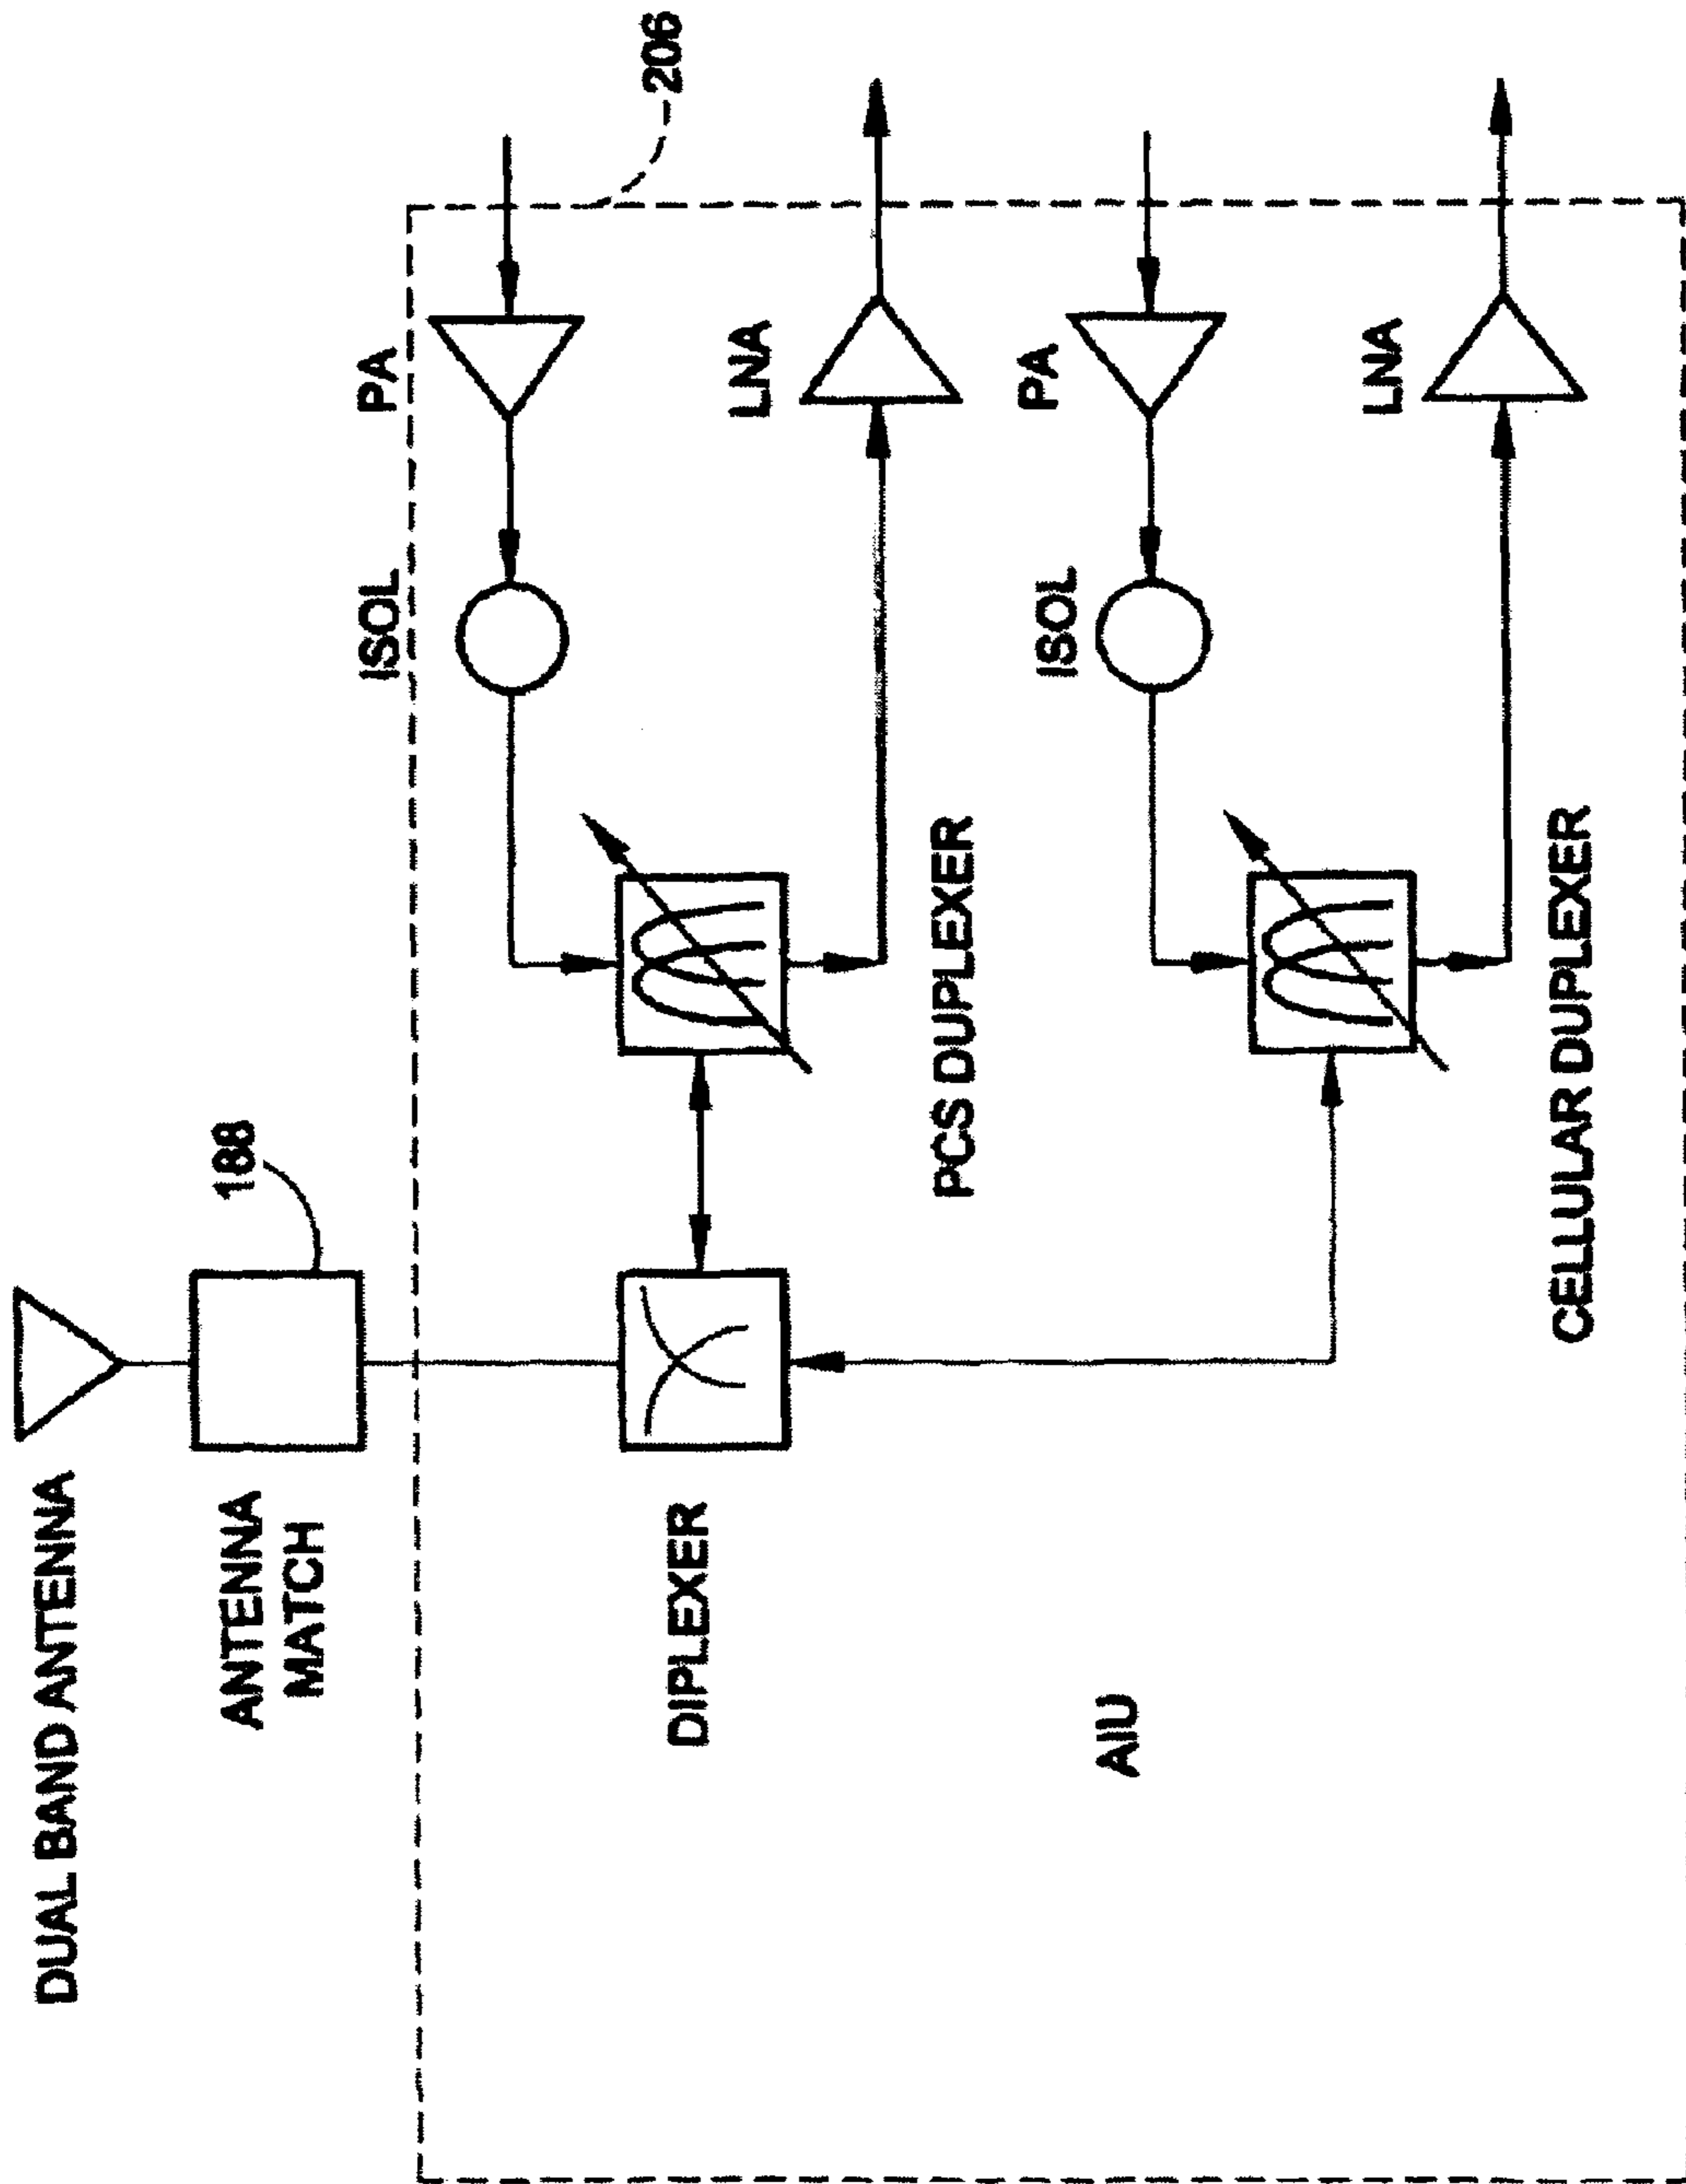 DUAL BAND ANTENNA
ANTENNA
MATCH
188
206
DIPLEXER
PA
ISOL
LNA
PCS DUPLEXER
AIU
PA
ISOL
LNA
CELLULAR DUPLEXER